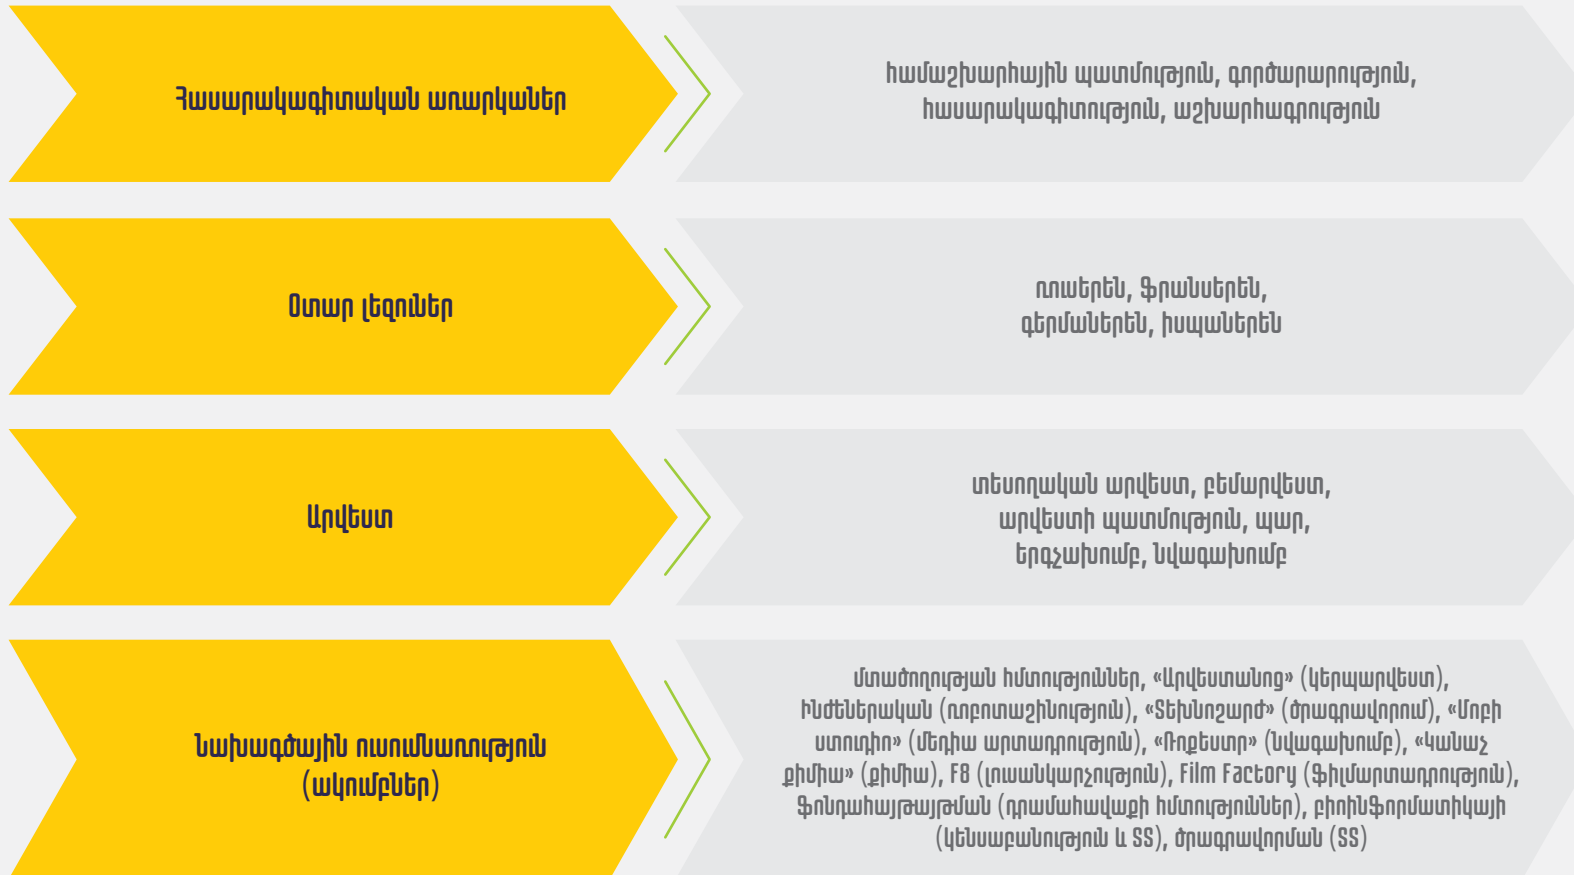 Հասարակագիտական առարկաներ
համաշխարհային պատմություն, գործարարություն,
հասարակագիտություն, աշխարհագրություն
Օտար լեզուներ
ռուսերեն, ֆրանսերեն,
գերմաներեն, իսպաներեն
Արվեստ
տեսողական արվեստ, բեմարվեստ,
արվեստի պատմություն, պար,
երգչախումբ, նվագախումբ
Նախագծային ուսումնառություն
(ակումբներ)
մտածողության հմտություններ, «Արվեստանոց» (կերպարվեստ),
Ինժեներական (ռոբոտաշինություն), «Տեխնոշարժ» (ծրագրավորում), «Մոբի
ստուդիո» (մեդիա արտադրություն), «Ռոքեստր» (նվագախումբ), «Կանաչ
քիմիա» (քիմիա), F8 (լուսանկարչություն), Film Factory (ֆիլմարտադրություն),
Ֆոնդահայթայթման (դրամահավաքի հմտություններ), բիոինֆորմատիկայի
(կենսաբանություն և ՏՏ), ծրագրավորման (ՏՏ)